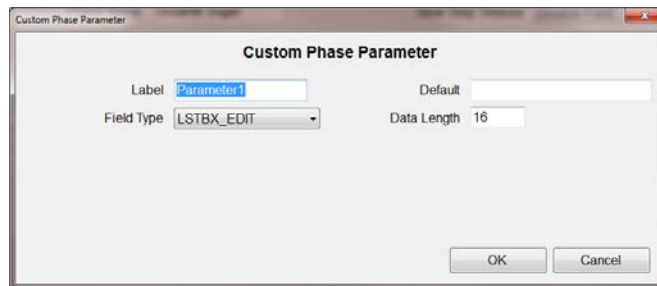 Custom Phase Parameter
Custom Phase Parameter
Label Parameter1 Default
Field Type LSTBX_EDIT Data Length 16
OK Cancel